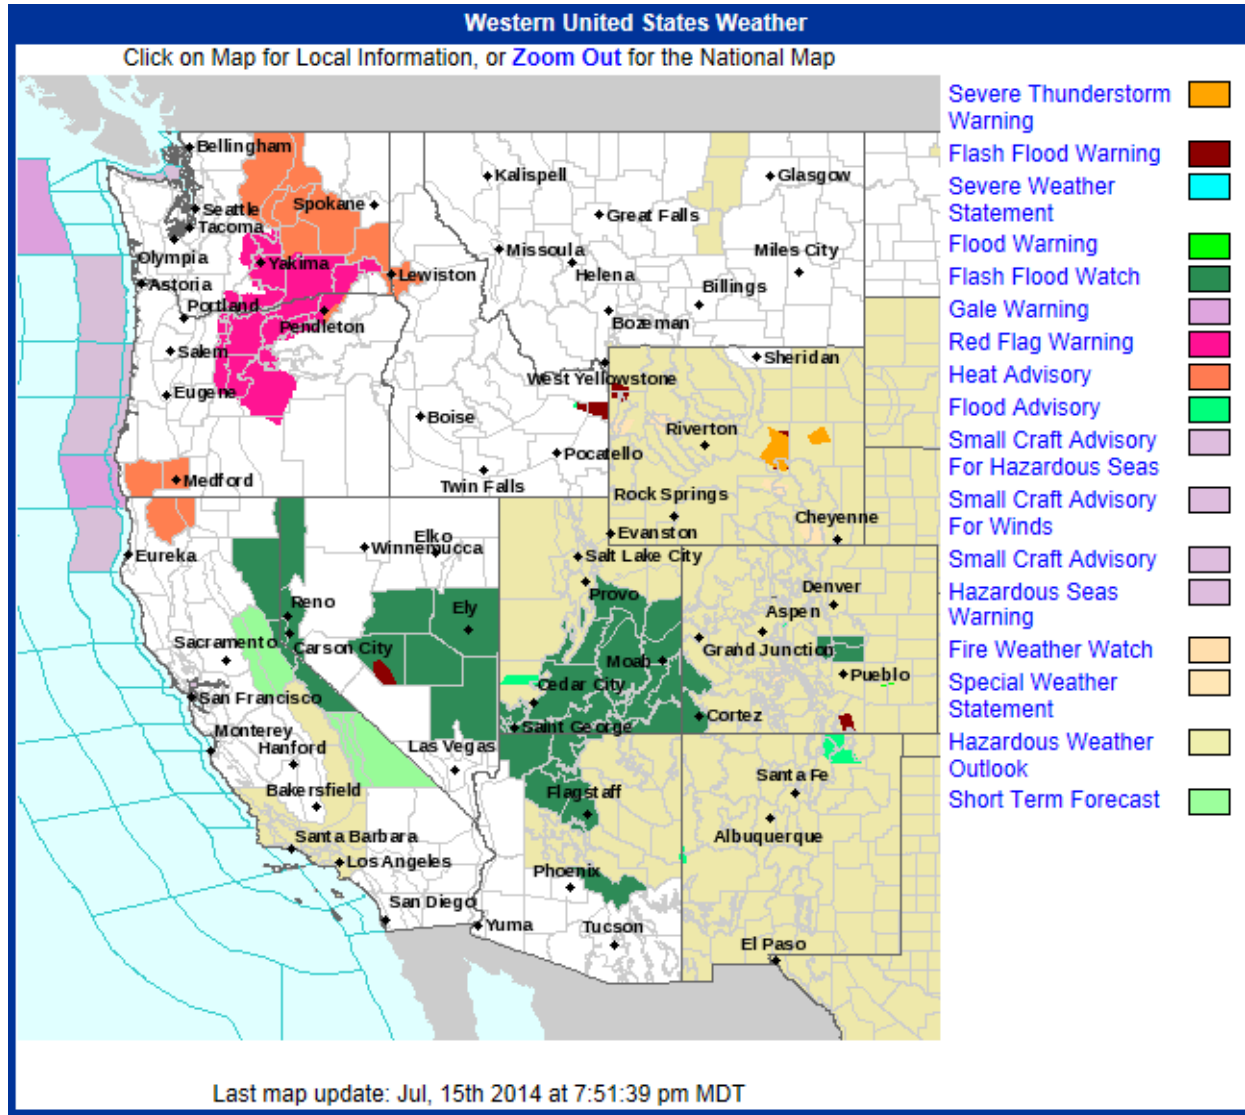 Western United States Weather
Click on Map for Local Information, or Zoom Out for the National Map
Bellingham
Seattle
Tacoma
Olympia
Astoria
Portland
Salem
Eugene
Medford
Spokane
Yakima
Pendleton
Lewiston
Kalispell
Glasgow
Great Falls
Missoula
Helena
Miles City
Billings
Bozeman
West Yellowstone
Sheridan
Boise
Pocatello
Twin Falls
Riverton
Rock Springs
Cheyenne
Evanston
Eureka
Winnemucca
Elko
Salt Lake City
Provo
Reno
Ely
Sacramento
Carson City
San Francisco
Monterey
Hanford
Bakersfield
Las Vegas
Moab
Cedar City
Saint George
Denver
Aspen
Grand Junction
Pueblo
Cortez
Santa Fe
Albuquerque
Flagstaff
Phoenix
Tucson
Santa Barbara
Los Angeles
San Diego
Yuma
El Paso
Severe Thunderstorm
Warning
Flash Flood Warning
Severe Weather
Statement
Flood Warning
Flash Flood Watch
Gale Warning
Red Flag Warning
Heat Advisory
Flood Advisory
Small Craft Advisory
For Hazardous Seas
Small Craft Advisory
For Winds
Small Craft Advisory
Hazardous Seas
Warning
Fire Weather Watch
Special Weather
Statement
Hazardous Weather
Outlook
Short Term Forecast
Last map update: Jul, 15th 2014 at 7:51:39 pm MDT